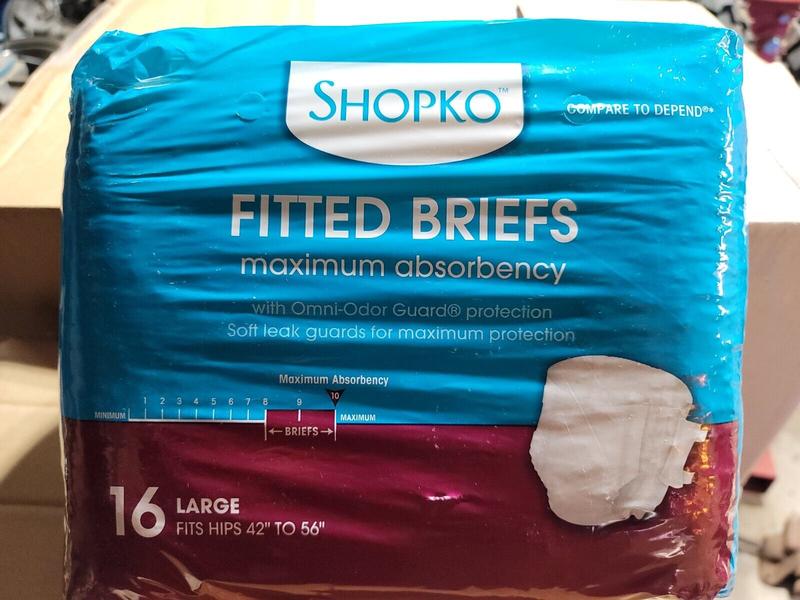 SHOPKO™
COMPARE TO DEPEND®*
FITTED BRIEFS
maximum absorbency
with Omni-Odor Guard® protection
Soft leak guards for maximum protection
Maximum Absorbency
1 2 3 4 5 6 7 8 9 10
MINIMUM MAXIMUM
BRIEFS
16 LARGE
FITS HIPS 42" TO 56"